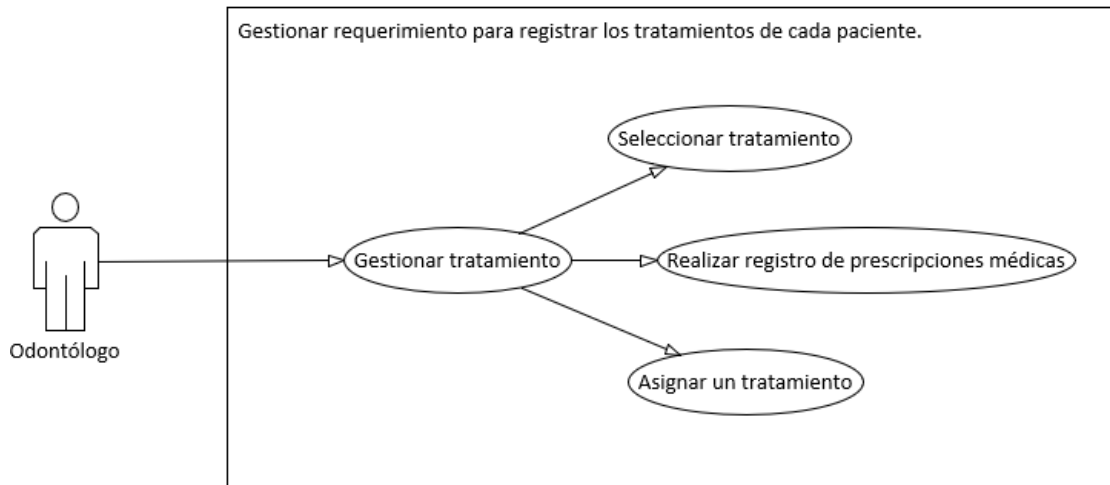 Gestionar requerimiento para registrar los tratamientos de cada paciente.
Seleccionar tratamiento
Gestionar tratamiento
Realizar registro de prescripciones médicas
Odontólogo
Asignar un tratamiento